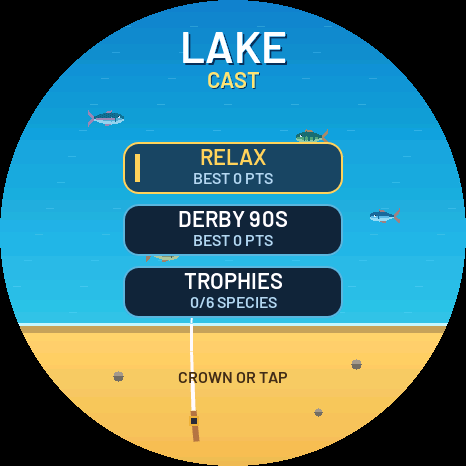 LAKE
CAST
RELAX
BEST 0 PTS
DERBY 90S
BEST 0 PTS
TROPHIES
0/6 SPECIES
CROWN OR TAP